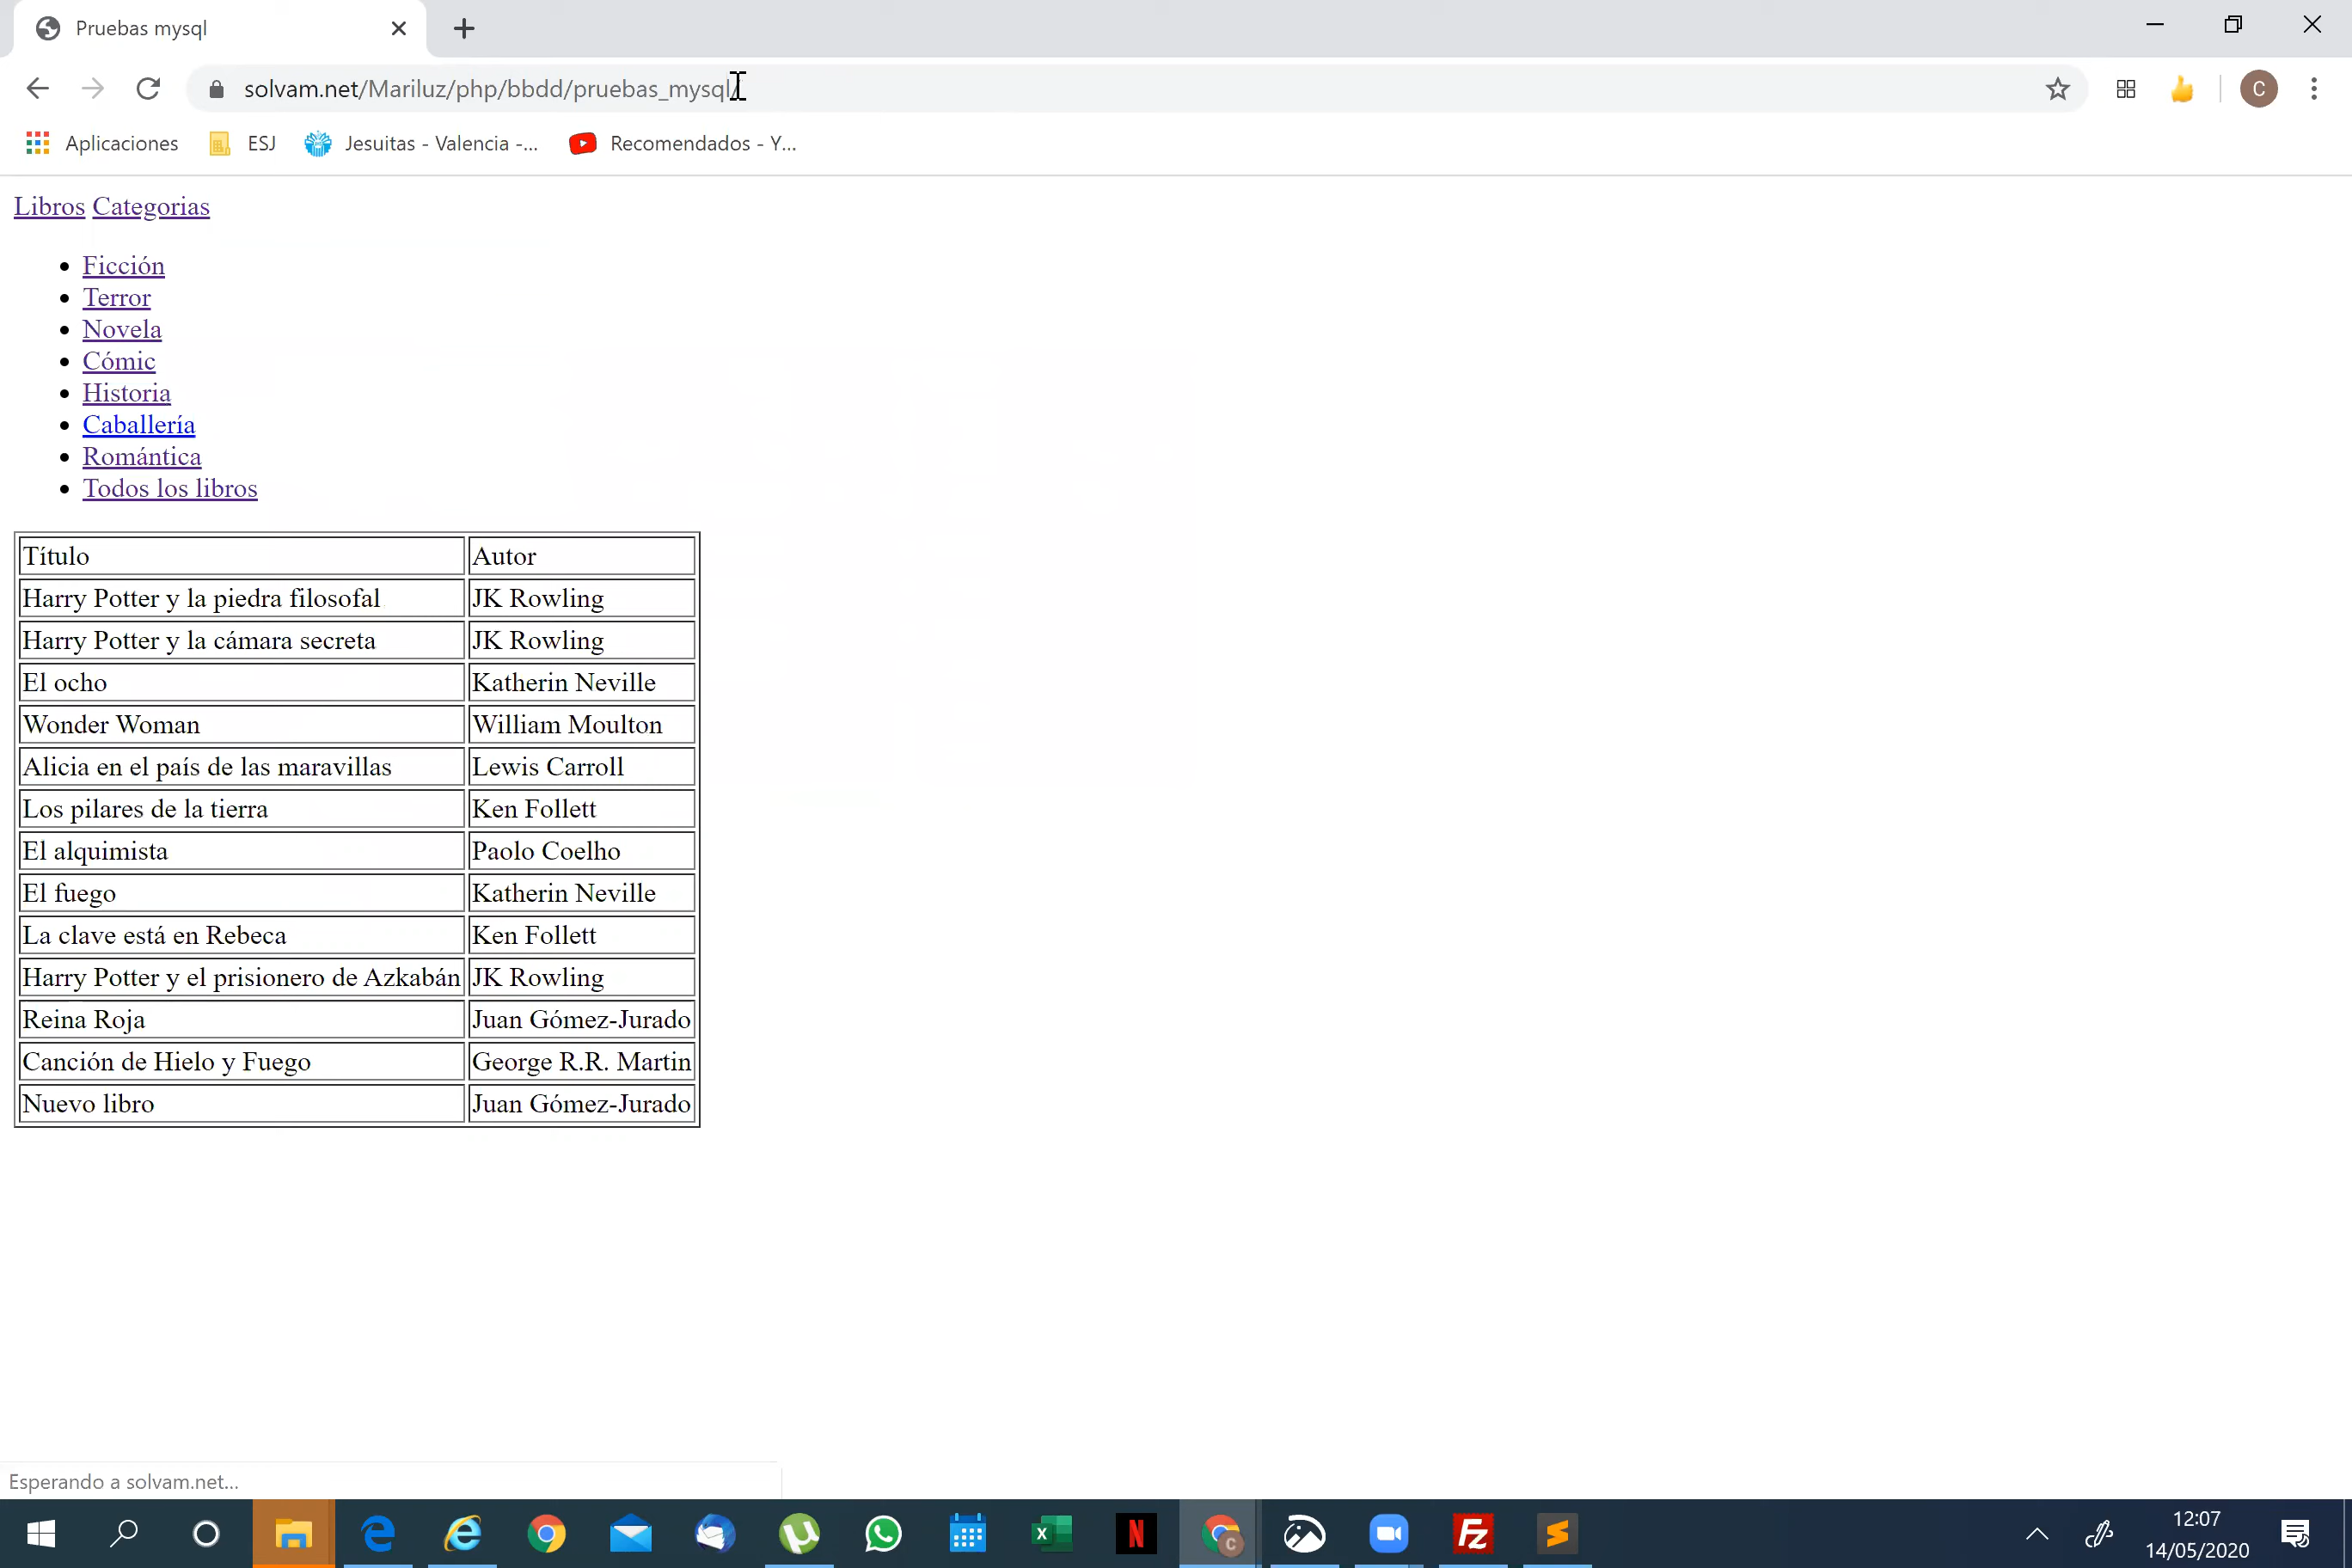 Pruebas mysql
solvam.net/Mariluz/php/bbdd/pruebas_mysql/
C
Aplicaciones ESJ Jesuitas - Valencia -... Recomendados - Y...
Libros Categorias
Ficción
Terror
Novela
Cómic
Historia
Caballería
Romántica
Todos los libros
Título Autor
Harry Potter y la piedra filosofal JK Rowling
Harry Potter y la cámara secreta JK Rowling
El ocho Katherin Neville
Wonder Woman William Moulton
Alicia en el país de las maravillas Lewis Carroll
Los pilares de la tierra Ken Follett
El alquimista Paolo Coelho
El fuego Katherin Neville
La clave está en Rebeca Ken Follett
Harry Potter y el prisionero de Azkabán JK Rowling
Reina Roja Juan Gómez-Jurado
Canción de Hielo y Fuego George R.R. Martin
Nuevo libro Juan Gómez-Jurado
Esperando a solvam.net...
12:07
14/05/2020